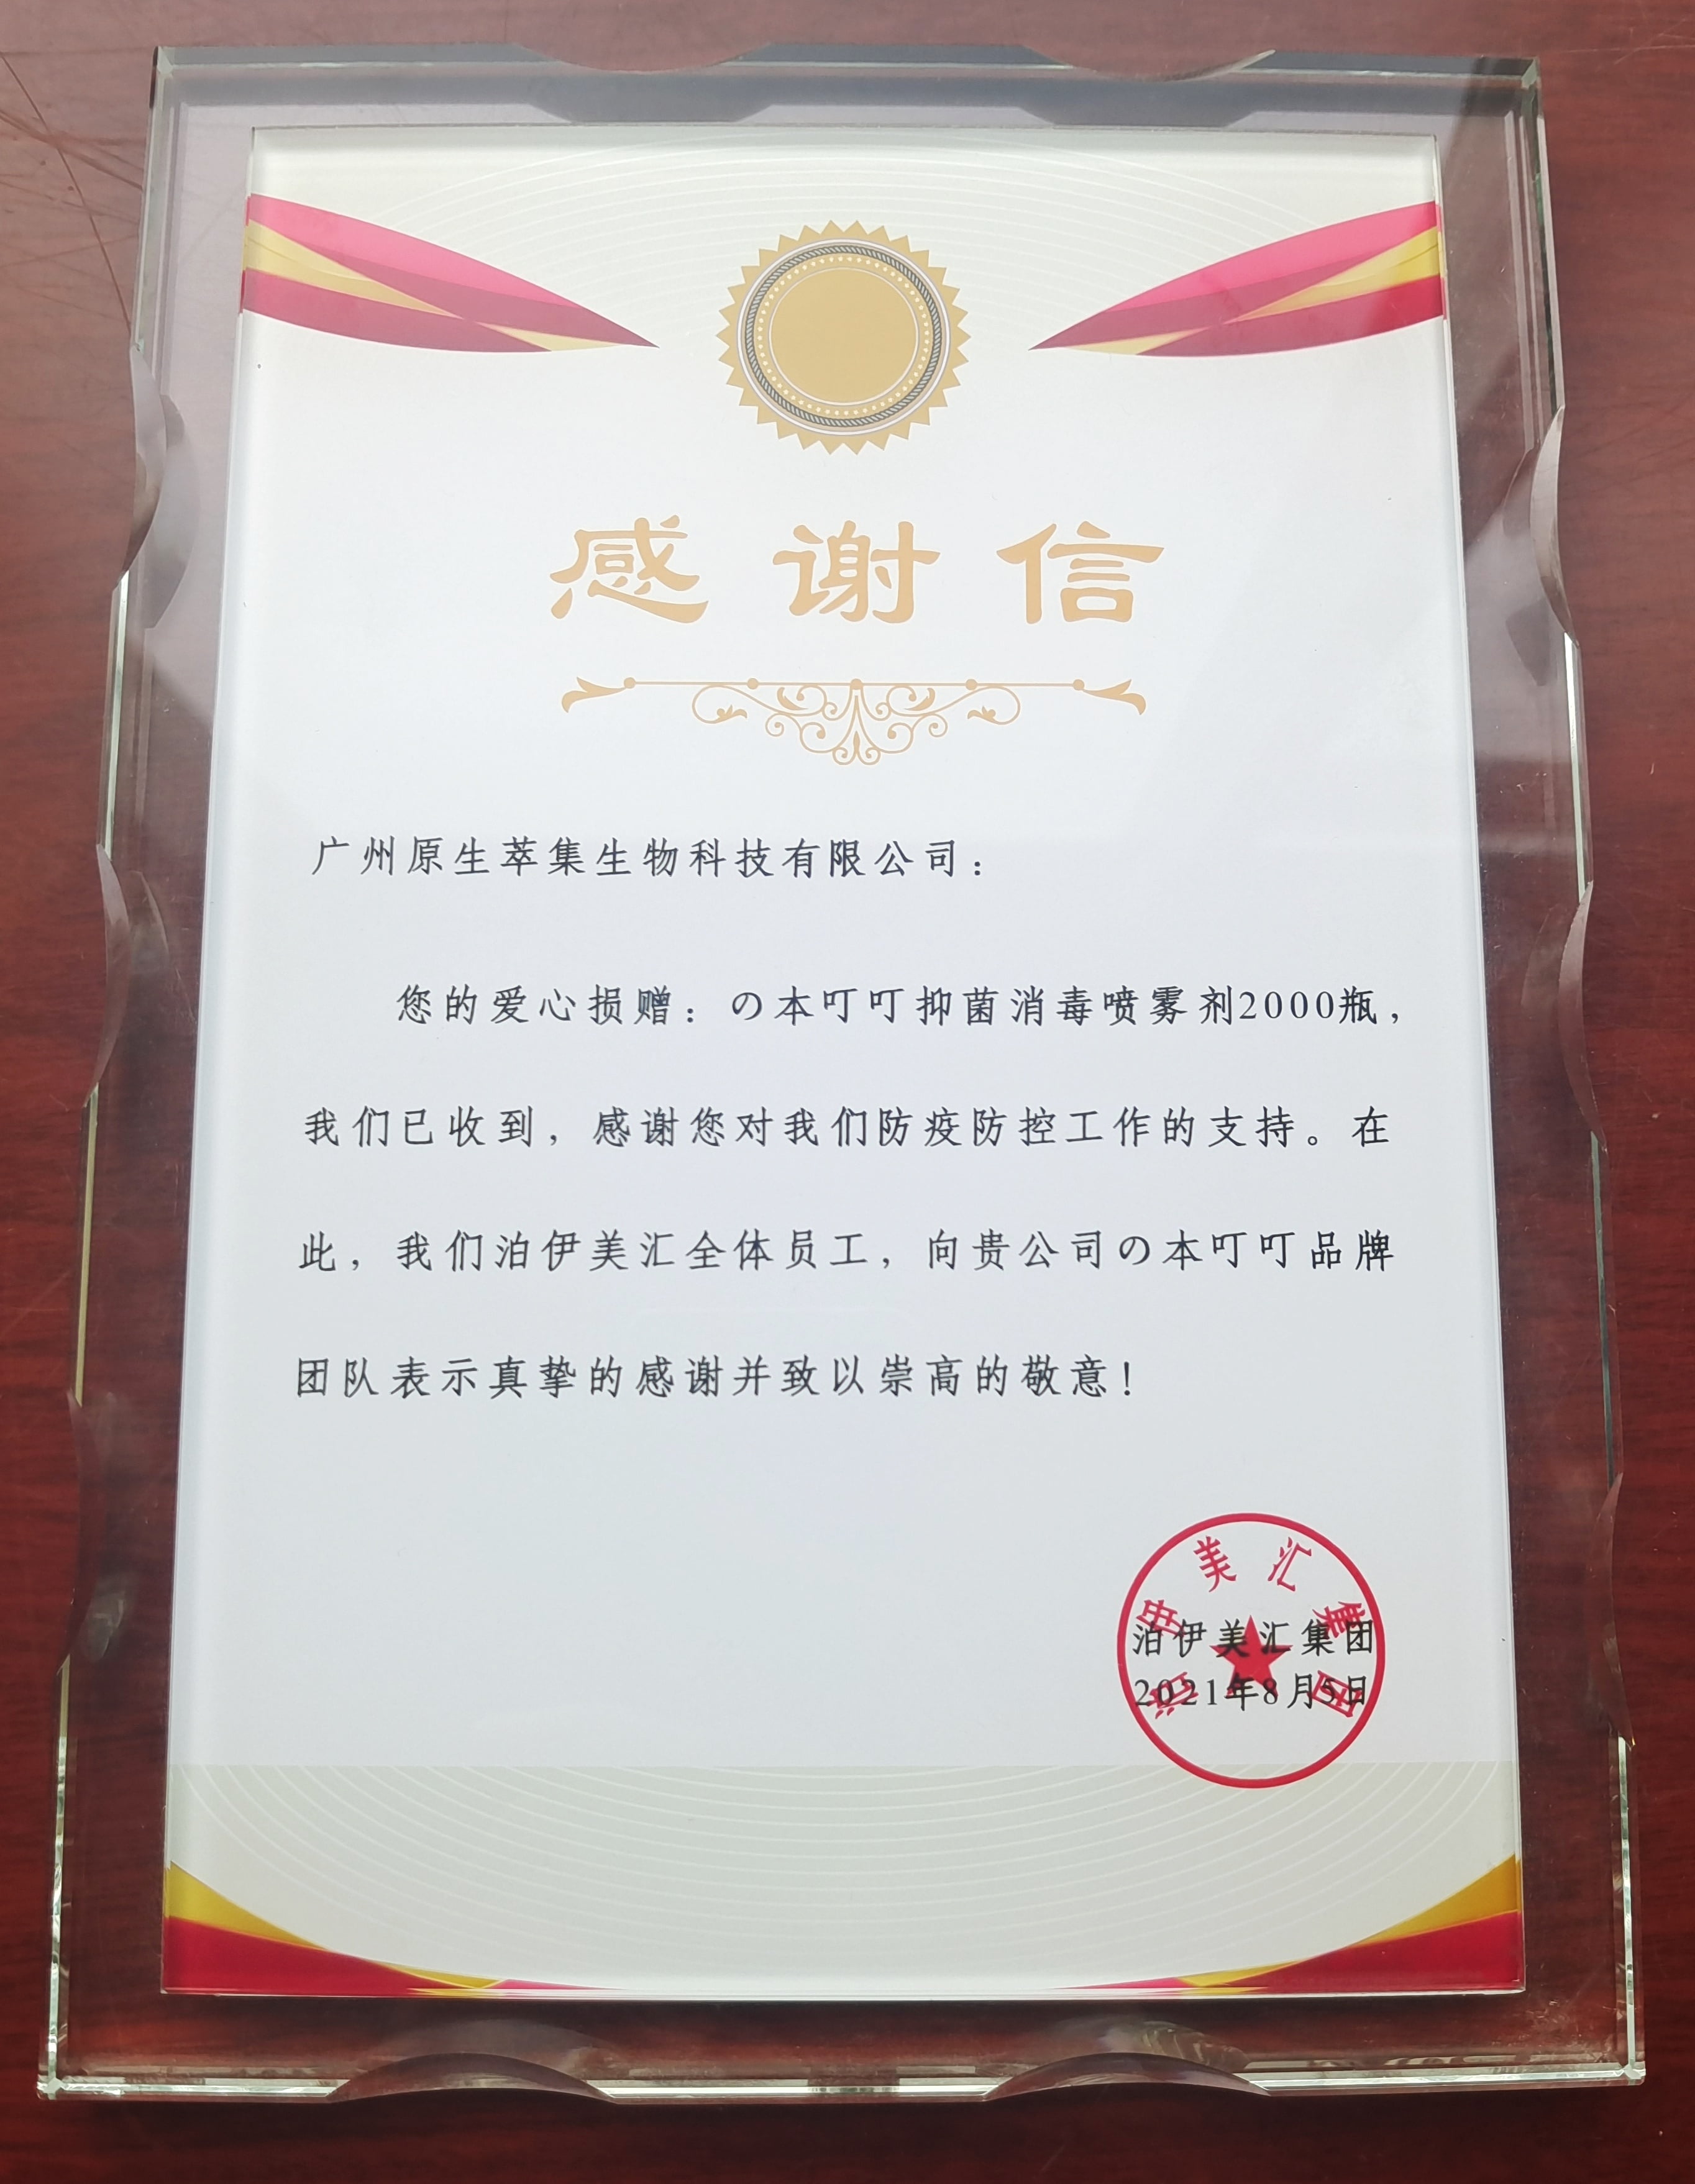 感谢信
广州原生萃集生物科技有限公司：
您的爱心损赠：の本叮叮抑菌消毒喷雾剂2000瓶，
我们已收到，感谢您对我们防疫防控工作的支持。在
此，我们泊伊美汇全体员工，向贵公司の本叮叮品牌
团队表示真挚的感谢并致以崇高的敬意！
泊伊美汇集团
泊伊美汇集团
2021年8月5日